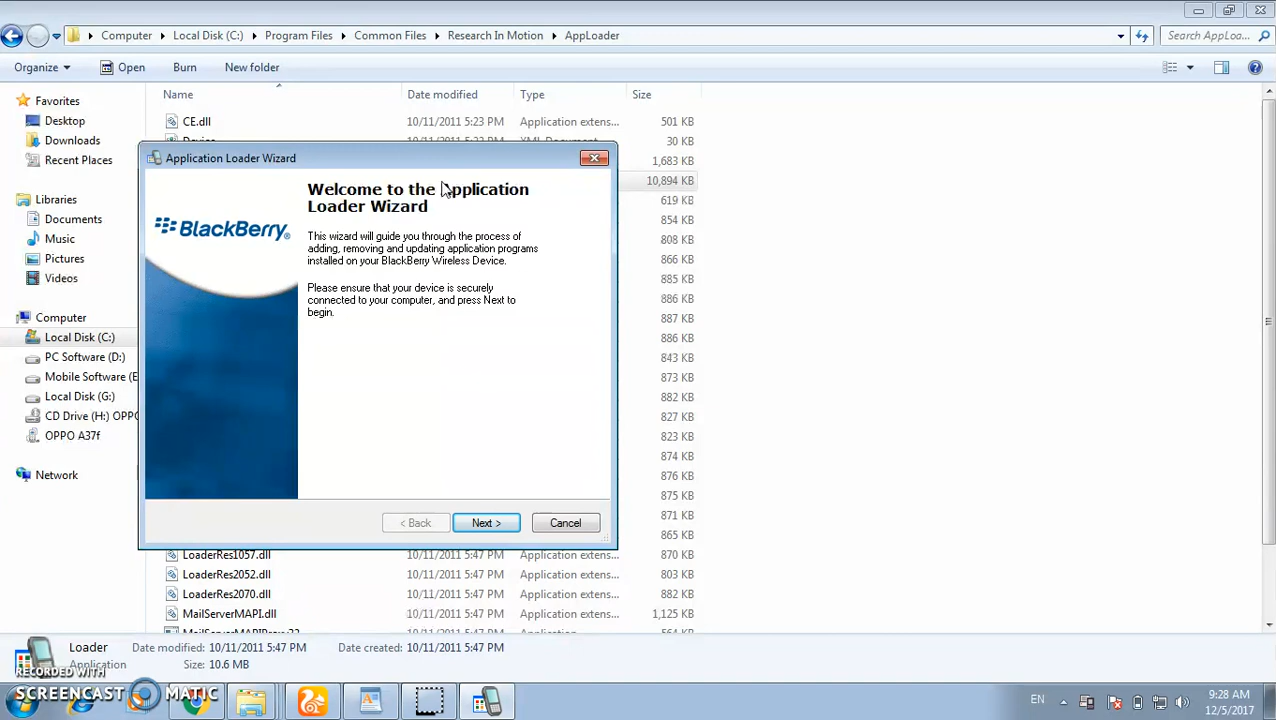 Computer Local Disk (C:) Program Files Common Files Research In Motion AppLoader Search AppLoa...
Organize Open Burn New folder
Name Date modified Type Size
Favorites
Desktop
Downloads
Recent Places
Libraries
Documents
Music
Pictures
Videos
Computer
Local Disk (C:)
PC Software (D:)
Mobile Software (E
Local Disk (G:)
CD Drive (H:) OPPO
OPPO A37f
Network
CE.dll 10/11/2011 5:23 PM Application extens... 501 KB
30 KB
1,683 KB
10,894 KB
619 KB
854 KB
808 KB
866 KB
885 KB
886 KB
887 KB
886 KB
843 KB
873 KB
882 KB
827 KB
823 KB
874 KB
876 KB
875 KB
871 KB
865 KB
LoaderRes1057.dll 10/11/2011 5:47 PM Application extens... 870 KB
LoaderRes2052.dll 10/11/2011 5:47 PM Application extens... 803 KB
LoaderRes2070.dll 10/11/2011 5:47 PM Application extens... 882 KB
MailServerMAPI.dll 10/11/2011 5:47 PM Application extens... 1,125 KB
Application Loader Wizard
BlackBerry
Welcome to the Application
Loader Wizard
This wizard will guide you through the process of
adding, removing and updating application programs
installed on your BlackBerry Wireless Device.
Please ensure that your device is securely
connected to your computer, and press Next to
begin.
< Back Next > Cancel
Loader Date modified: 10/11/2011 5:47 PM Date created: 10/11/2011 5:47 PM
Application Size: 10.6 MB
RECORDED WITH
SCREENCAST MATIC
EN 9:28 AM
12/5/2017